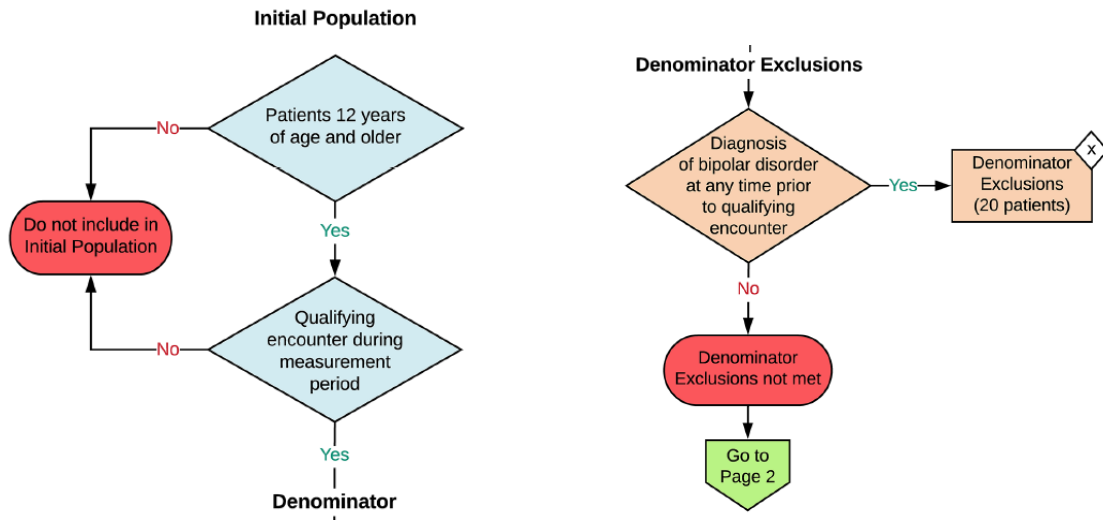 Initial Population
Patients 12 years
of age and older
No
Do not include in
Initial Population
Yes
Qualifying
encounter during
measurement
period
No
Yes
Denominator
Denominator Exclusions
Diagnosis
of bipolar disorder
at any time prior
to qualifying
encounter
Yes
x
Denominator
Exclusions
(20 patients)
No
Denominator
Exclusions not met
Go to
Page 2